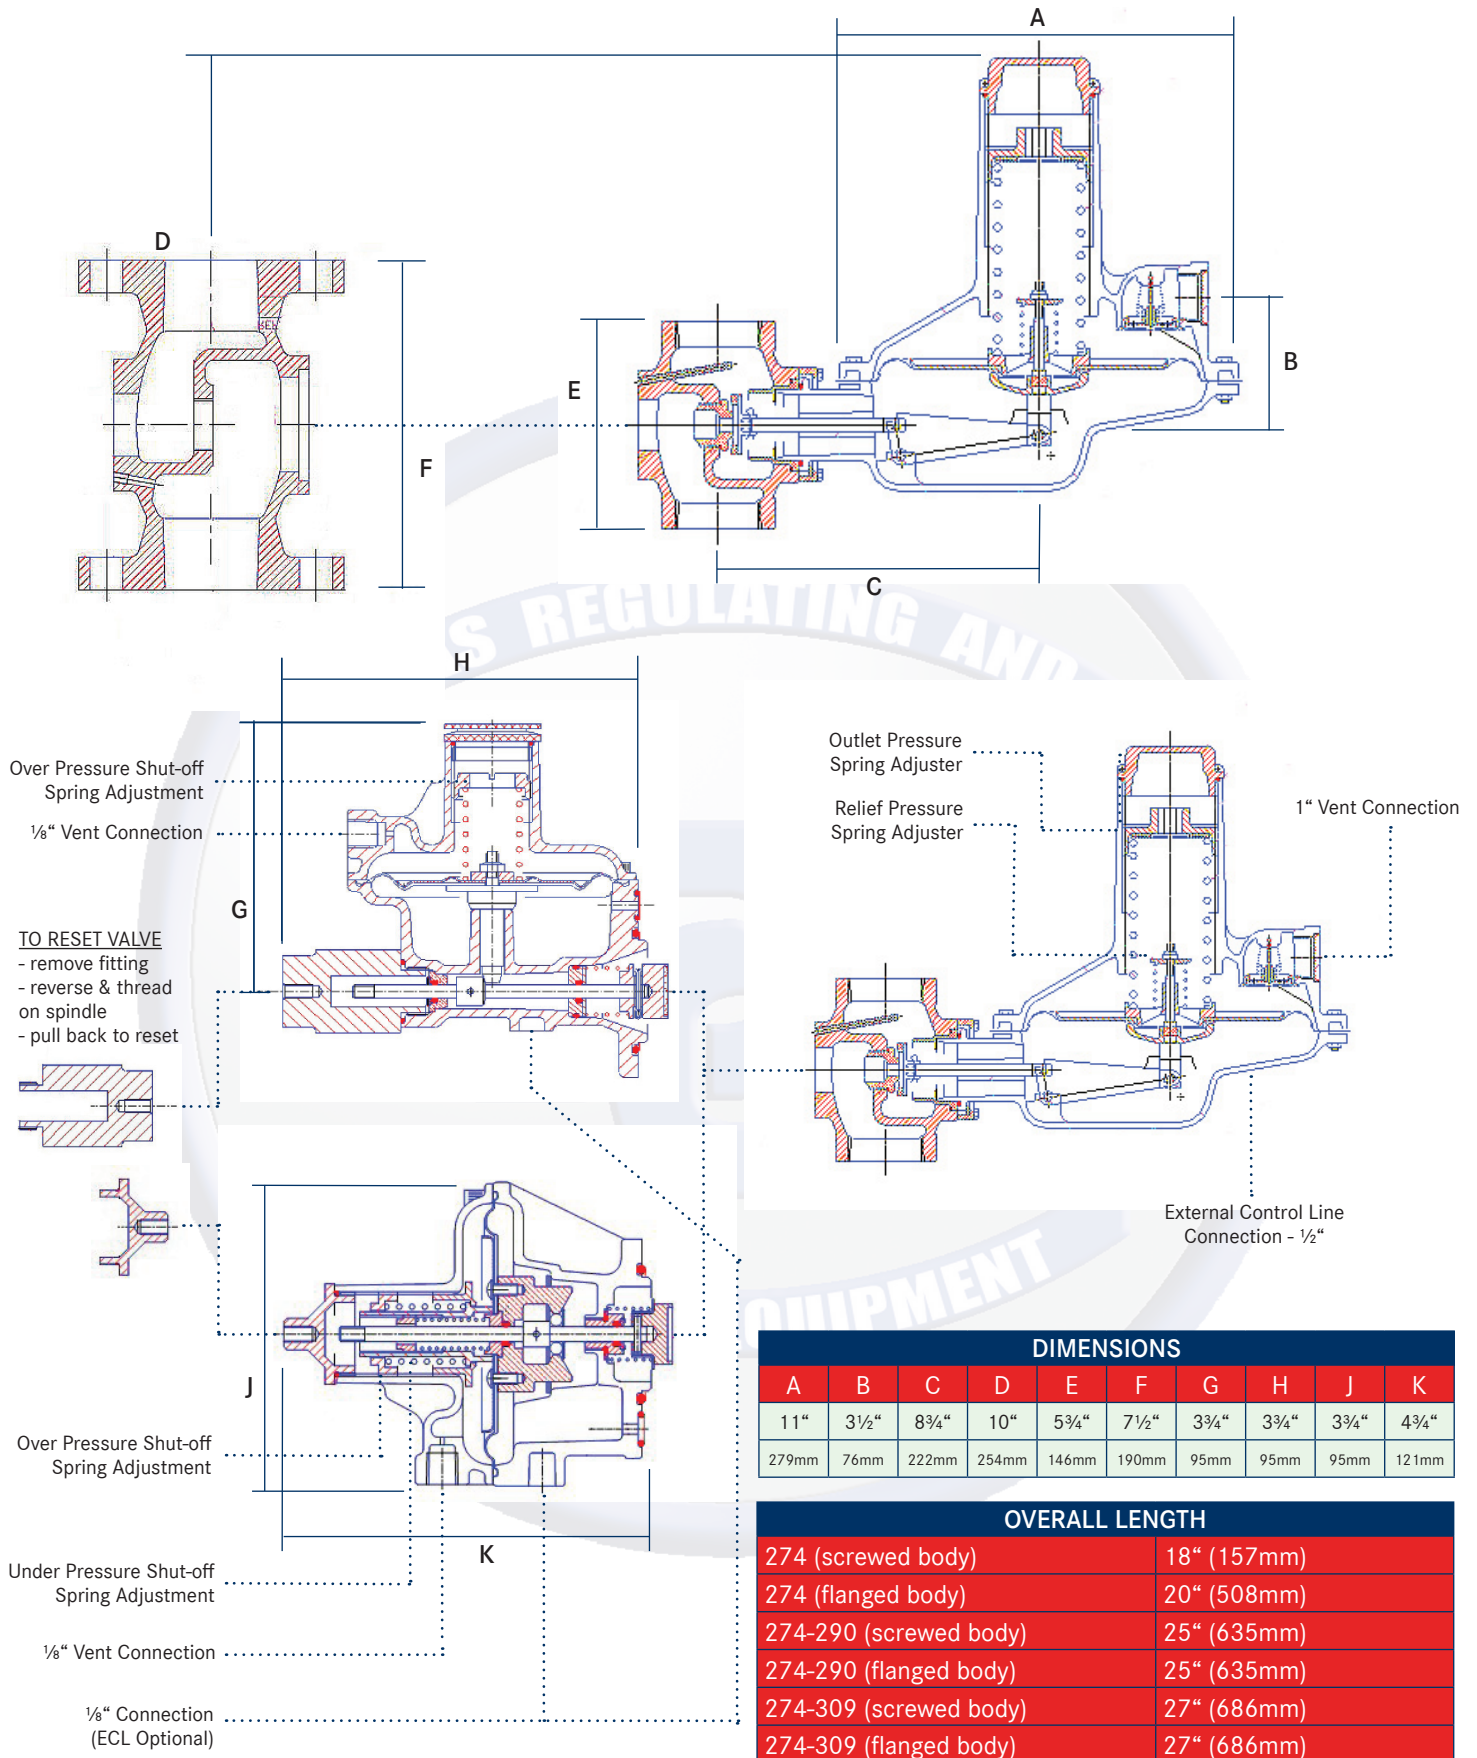 A
D
E
B
F
C
S REGULATING AND
H
Over Pressure Shut-off
Spring Adjustment
⅛“ Vent Connection
G
TO RESET VALVE
- remove fitting
- reverse & thread
on spindle
- pull back to reset
Outlet Pressure
Spring Adjuster
Relief Pressure
Spring Adjuster
1“ Vent Connection
External Control Line
Connection - ½“
QUIPMENT
J
K
Over Pressure Shut-off
Spring Adjustment
Under Pressure Shut-off
Spring Adjustment
⅛“ Vent Connection
⅛“ Connection
(ECL Optional)
DIMENSIONS
A B C D E F G H J K
11“ 3½“ 8¾“ 10“ 5¾“ 7½“ 3¾“ 3¾“ 3¾“ 4¾“
279mm 76mm 222mm 254mm 146mm 190mm 95mm 95mm 95mm 121mm
OVERALL LENGTH
274 (screwed body) 18“ (157mm)
274 (flanged body) 20“ (508mm)
274-290 (screwed body) 25“ (635mm)
274-290 (flanged body) 25“ (635mm)
274-309 (screwed body) 27“ (686mm)
274-309 (flanged body) 27“ (686mm)